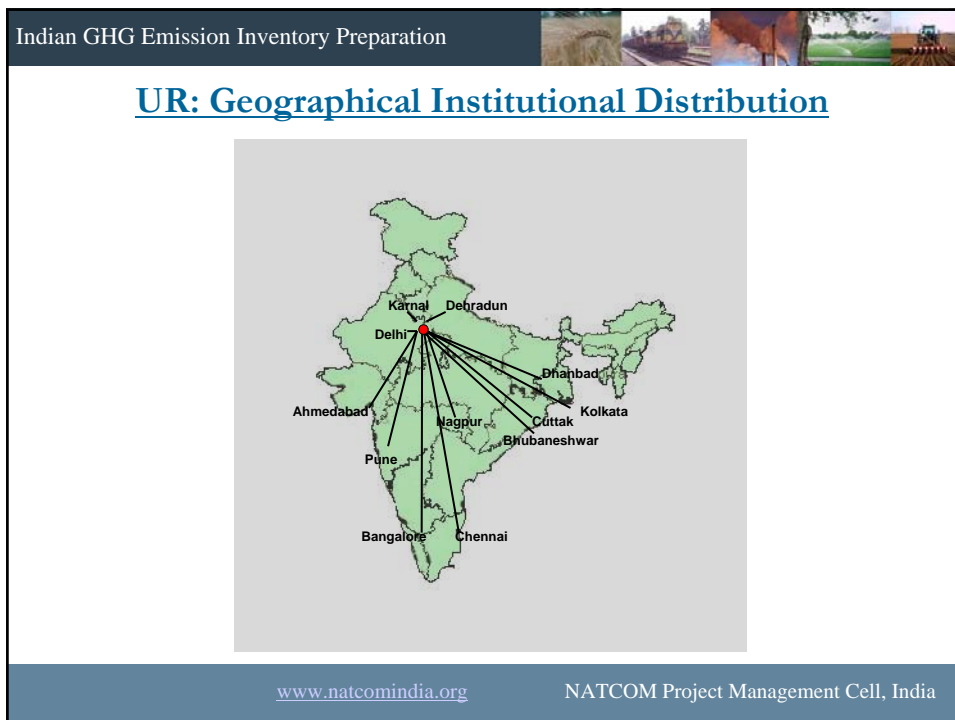 Indian GHG Emission Inventory Preparation
UR: Geographical Institutional Distribution
Karnal Dehradun
Delhi
Dhanbad
Ahmedabad Nagpur Cuttak Kolkata
Bhubaneshwar
Pune
Bangalore Chennai
www.natcomindia.org NATCOM Project Management Cell, India